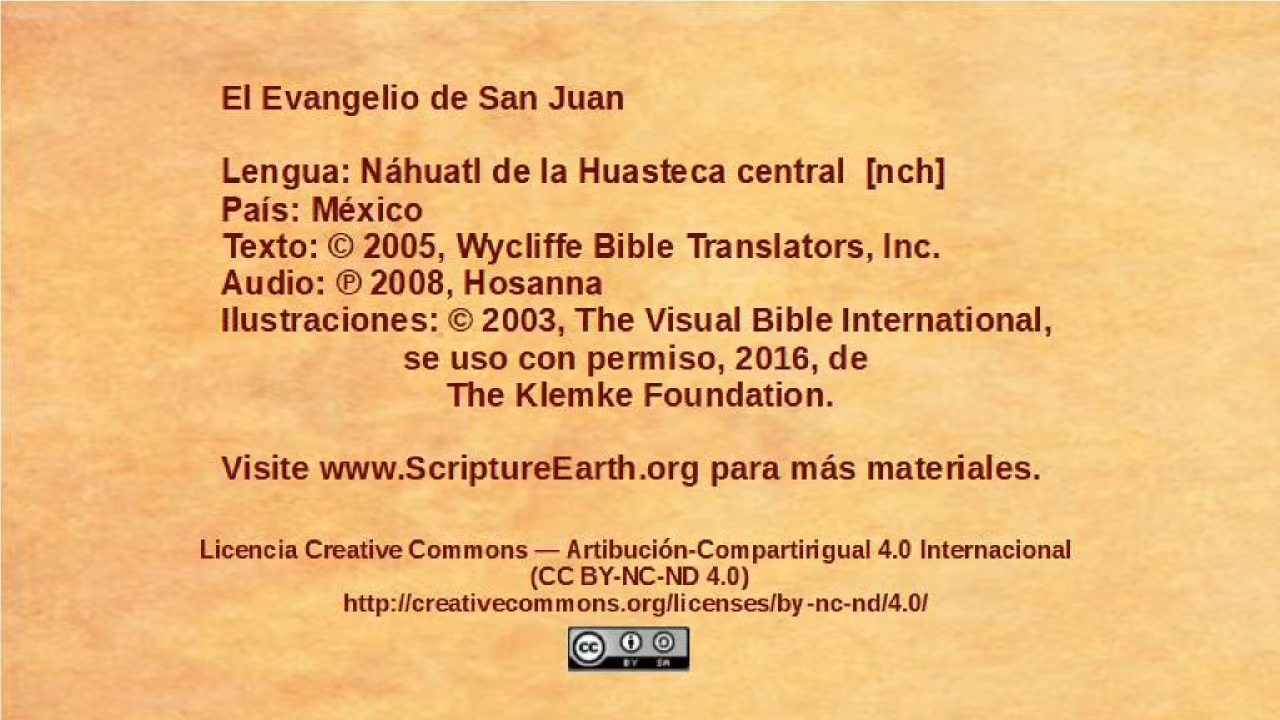 El Evangelio de San Juan
Lengua: Náhuatl de la Huasteca central [nch]
País: México
Texto: © 2005, Wycliffe Bible Translators, Inc.
Audio: ℗ 2008, Hosanna
Ilustraciones: © 2003, The Visual Bible International,
se uso con permiso, 2016, de
The Klemke Foundation.
Visite www.ScriptureEarth.org para más materiales.
Licencia Creative Commons — Artibución-Compartirigual 4.0 Internacional
(CC BY-NC-ND 4.0)
http://creativecommons.org/licenses/by-nc-nd/4.0/
cc BY SA